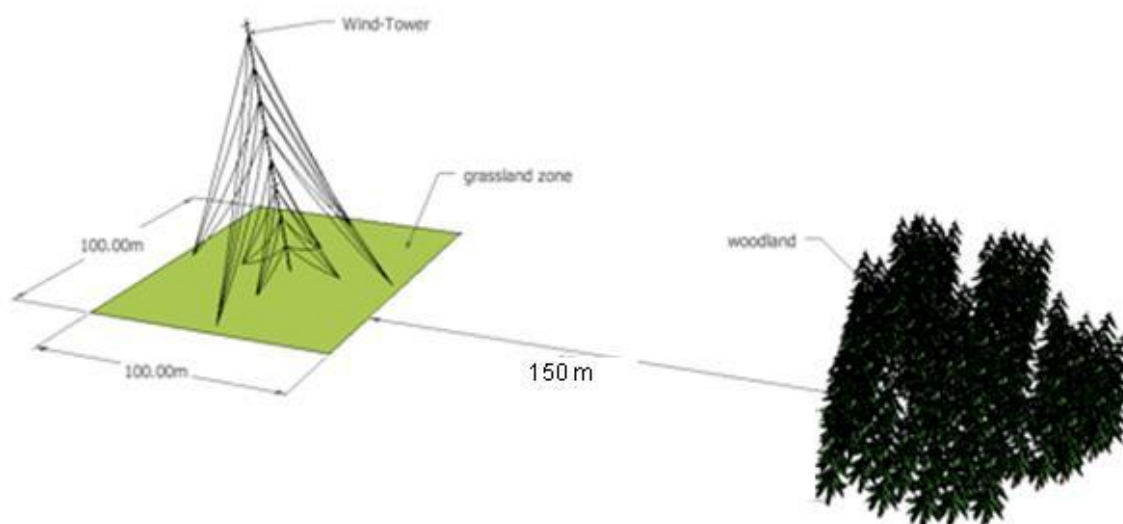 Wind-Tower
grassland zone
100.00m
woodland
100.00m
150 m